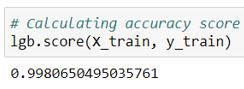 # Calculating accuracy score
lgb.score(X_train, y_train)
0.9980650495035761